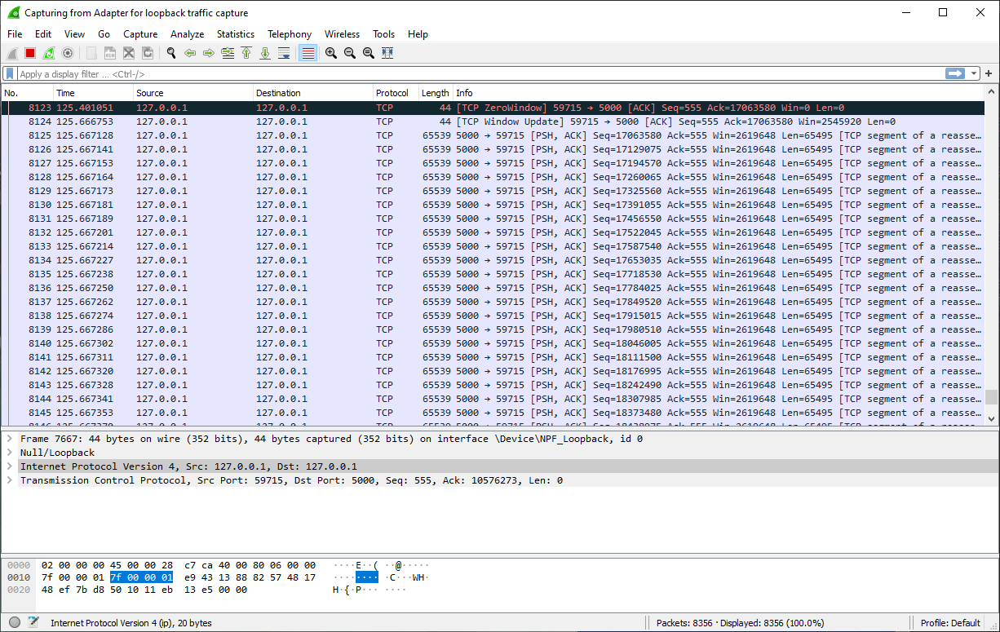 Capturing from Adapter for loopback traffic capture
File Edit View Go Capture Analyze Statistics Telephony Wireless Tools Help
Apply a display filter ... <Ctrl-/>
No. Time Source Destination Protocol Length Info
8123 125.401051 127.0.0.1 127.0.0.1 TCP 44 [TCP ZeroWindow] 59715 → 5000 [ACK] Seq=555 Ack=17063580 Win=0 Len=0
8124 125.666753 127.0.0.1 127.0.0.1 TCP 44 [TCP Window Update] 59715 → 5000 [ACK] Seq=555 Ack=17063580 Win=2545920 Len=0
8125 125.667128 127.0.0.1 127.0.0.1 TCP 65539 5000 → 59715 [PSH, ACK] Seq=17063580 Ack=555 Win=2619648 Len=65495 [TCP segment of a reasse…
8126 125.667141 127.0.0.1 127.0.0.1 TCP 65539 5000 → 59715 [PSH, ACK] Seq=17129075 Ack=555 Win=2619648 Len=65495 [TCP segment of a reasse…
8127 125.667153 127.0.0.1 127.0.0.1 TCP 65539 5000 → 59715 [PSH, ACK] Seq=17194570 Ack=555 Win=2619648 Len=65495 [TCP segment of a reasse…
8128 125.667164 127.0.0.1 127.0.0.1 TCP 65539 5000 → 59715 [PSH, ACK] Seq=17260065 Ack=555 Win=2619648 Len=65495 [TCP segment of a reasse…
8129 125.667173 127.0.0.1 127.0.0.1 TCP 65539 5000 → 59715 [PSH, ACK] Seq=17325560 Ack=555 Win=2619648 Len=65495 [TCP segment of a reasse…
8130 125.667181 127.0.0.1 127.0.0.1 TCP 65539 5000 → 59715 [PSH, ACK] Seq=17391055 Ack=555 Win=2619648 Len=65495 [TCP segment of a reasse…
8131 125.667189 127.0.0.1 127.0.0.1 TCP 65539 5000 → 59715 [PSH, ACK] Seq=17456550 Ack=555 Win=2619648 Len=65495 [TCP segment of a reasse…
8132 125.667201 127.0.0.1 127.0.0.1 TCP 65539 5000 → 59715 [PSH, ACK] Seq=17522045 Ack=555 Win=2619648 Len=65495 [TCP segment of a reasse…
8133 125.667214 127.0.0.1 127.0.0.1 TCP 65539 5000 → 59715 [PSH, ACK] Seq=17587540 Ack=555 Win=2619648 Len=65495 [TCP segment of a reasse…
8134 125.667227 127.0.0.1 127.0.0.1 TCP 65539 5000 → 59715 [PSH, ACK] Seq=17653035 Ack=555 Win=2619648 Len=65495 [TCP segment of a reasse…
8135 125.667238 127.0.0.1 127.0.0.1 TCP 65539 5000 → 59715 [PSH, ACK] Seq=17718530 Ack=555 Win=2619648 Len=65495 [TCP segment of a reasse…
8136 125.667250 127.0.0.1 127.0.0.1 TCP 65539 5000 → 59715 [PSH, ACK] Seq=17784025 Ack=555 Win=2619648 Len=65495 [TCP segment of a reasse…
8137 125.667262 127.0.0.1 127.0.0.1 TCP 65539 5000 → 59715 [PSH, ACK] Seq=17849520 Ack=555 Win=2619648 Len=65495 [TCP segment of a reasse…
8138 125.667274 127.0.0.1 127.0.0.1 TCP 65539 5000 → 59715 [PSH, ACK] Seq=17915015 Ack=555 Win=2619648 Len=65495 [TCP segment of a reasse…
8139 125.667286 127.0.0.1 127.0.0.1 TCP 65539 5000 → 59715 [PSH, ACK] Seq=17980510 Ack=555 Win=2619648 Len=65495 [TCP segment of a reasse…
8140 125.667302 127.0.0.1 127.0.0.1 TCP 65539 5000 → 59715 [PSH, ACK] Seq=18046005 Ack=555 Win=2619648 Len=65495 [TCP segment of a reasse…
8141 125.667311 127.0.0.1 127.0.0.1 TCP 65539 5000 → 59715 [PSH, ACK] Seq=18111500 Ack=555 Win=2619648 Len=65495 [TCP segment of a reasse…
8142 125.667320 127.0.0.1 127.0.0.1 TCP 65539 5000 → 59715 [PSH, ACK] Seq=18176995 Ack=555 Win=2619648 Len=65495 [TCP segment of a reasse…
8143 125.667328 127.0.0.1 127.0.0.1 TCP 65539 5000 → 59715 [PSH, ACK] Seq=18242490 Ack=555 Win=2619648 Len=65495 [TCP segment of a reasse…
8144 125.667341 127.0.0.1 127.0.0.1 TCP 65539 5000 → 59715 [PSH, ACK] Seq=18307985 Ack=555 Win=2619648 Len=65495 [TCP segment of a reasse…
8145 125.667353 127.0.0.1 127.0.0.1 TCP 65539 5000 → 59715 [PSH, ACK] Seq=18373480 Ack=555 Win=2619648 Len=65495 [TCP segment of a reasse…
Frame 7667: 44 bytes on wire (352 bits), 44 bytes captured (352 bits) on interface \Device\NPF_Loopback, id 0
Null/Loopback
Internet Protocol Version 4, Src: 127.0.0.1, Dst: 127.0.0.1
Transmission Control Protocol, Src Port: 59715, Dst Port: 5000, Seq: 555, Ack: 10576273, Len: 0
0000 02 00 00 00 45 00 00 28 c7 ca 40 00 80 06 00 00 ····E··( ··@·····
0010 7f 00 00 01 7f 00 00 01 e9 43 13 88 82 57 48 17 ········ ·C···WH·
0020 48 ef 7b d8 50 10 11 eb 13 e5 00 00 H·{·P··· ····
Internet Protocol Version 4 (ip), 20 bytes
Packets: 8356 · Displayed: 8356 (100.0%)
Profile: Default